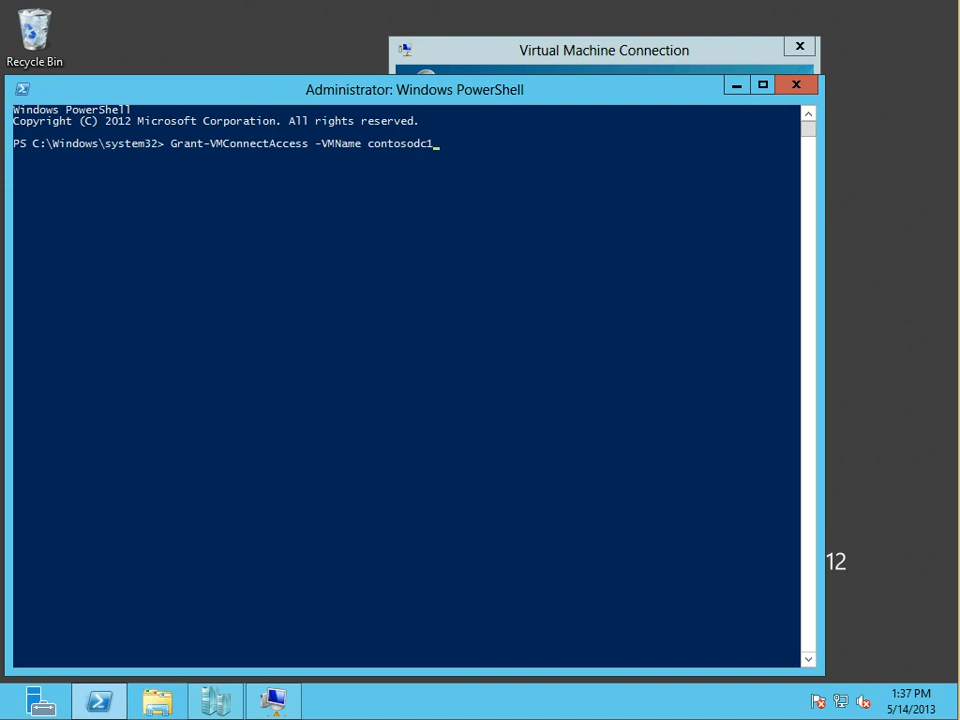 Recycle Bin
Virtual Machine Connection
Administrator: Windows PowerShell
Windows PowerShell
Copyright (C) 2012 Microsoft Corporation. All rights reserved.
PS C:\Windows\system32> Grant-VMConnectAccess -VMName contosodc1_
12
1:37 PM
5/14/2013